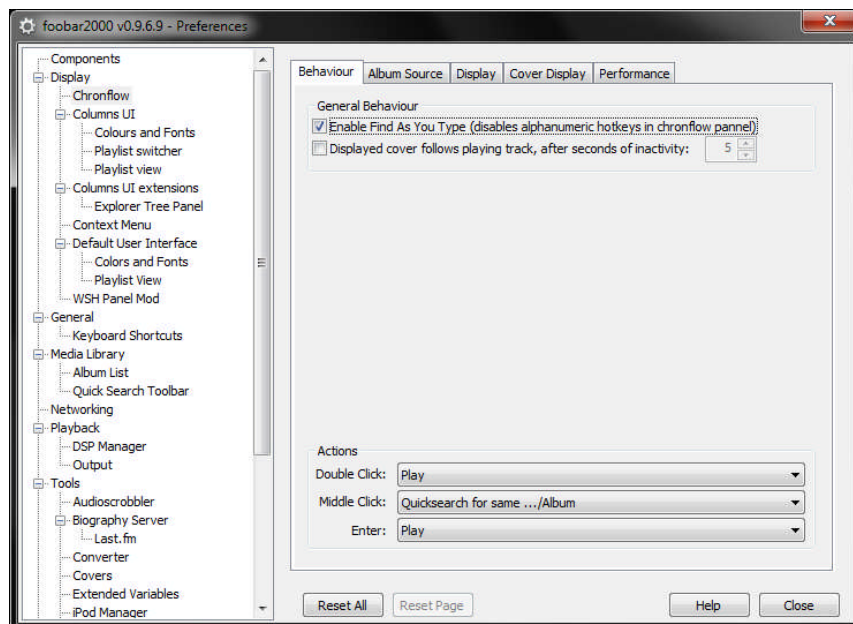 foobar2000 v0.9.6.9 - Preferences
Components
Display
Chronflow
Columns UI
Colours and Fonts
Playlist switcher
Playlist view
Columns UI extensions
Explorer Tree Panel
Context Menu
Default User Interface
Colors and Fonts
Playlist View
WSH Panel Mod
General
Keyboard Shortcuts
Media Library
Album List
Quick Search Toolbar
Networking
Playback
DSP Manager
Output
Tools
Audioscrobbler
Biography Server
Last.fm
Converter
Covers
Extended Variables
iPod Manager
Behaviour Album Source Display Cover Display Performance
General Behaviour
Enable Find As You Type (disables alphanumeric hotkeys in chronflow pannel)
Displayed cover follows playing track, after seconds of inactivity: 5
Actions
Double Click: Play
Middle Click: Quicksearch for same .../Album
Enter: Play
Reset All Reset Page Help Close